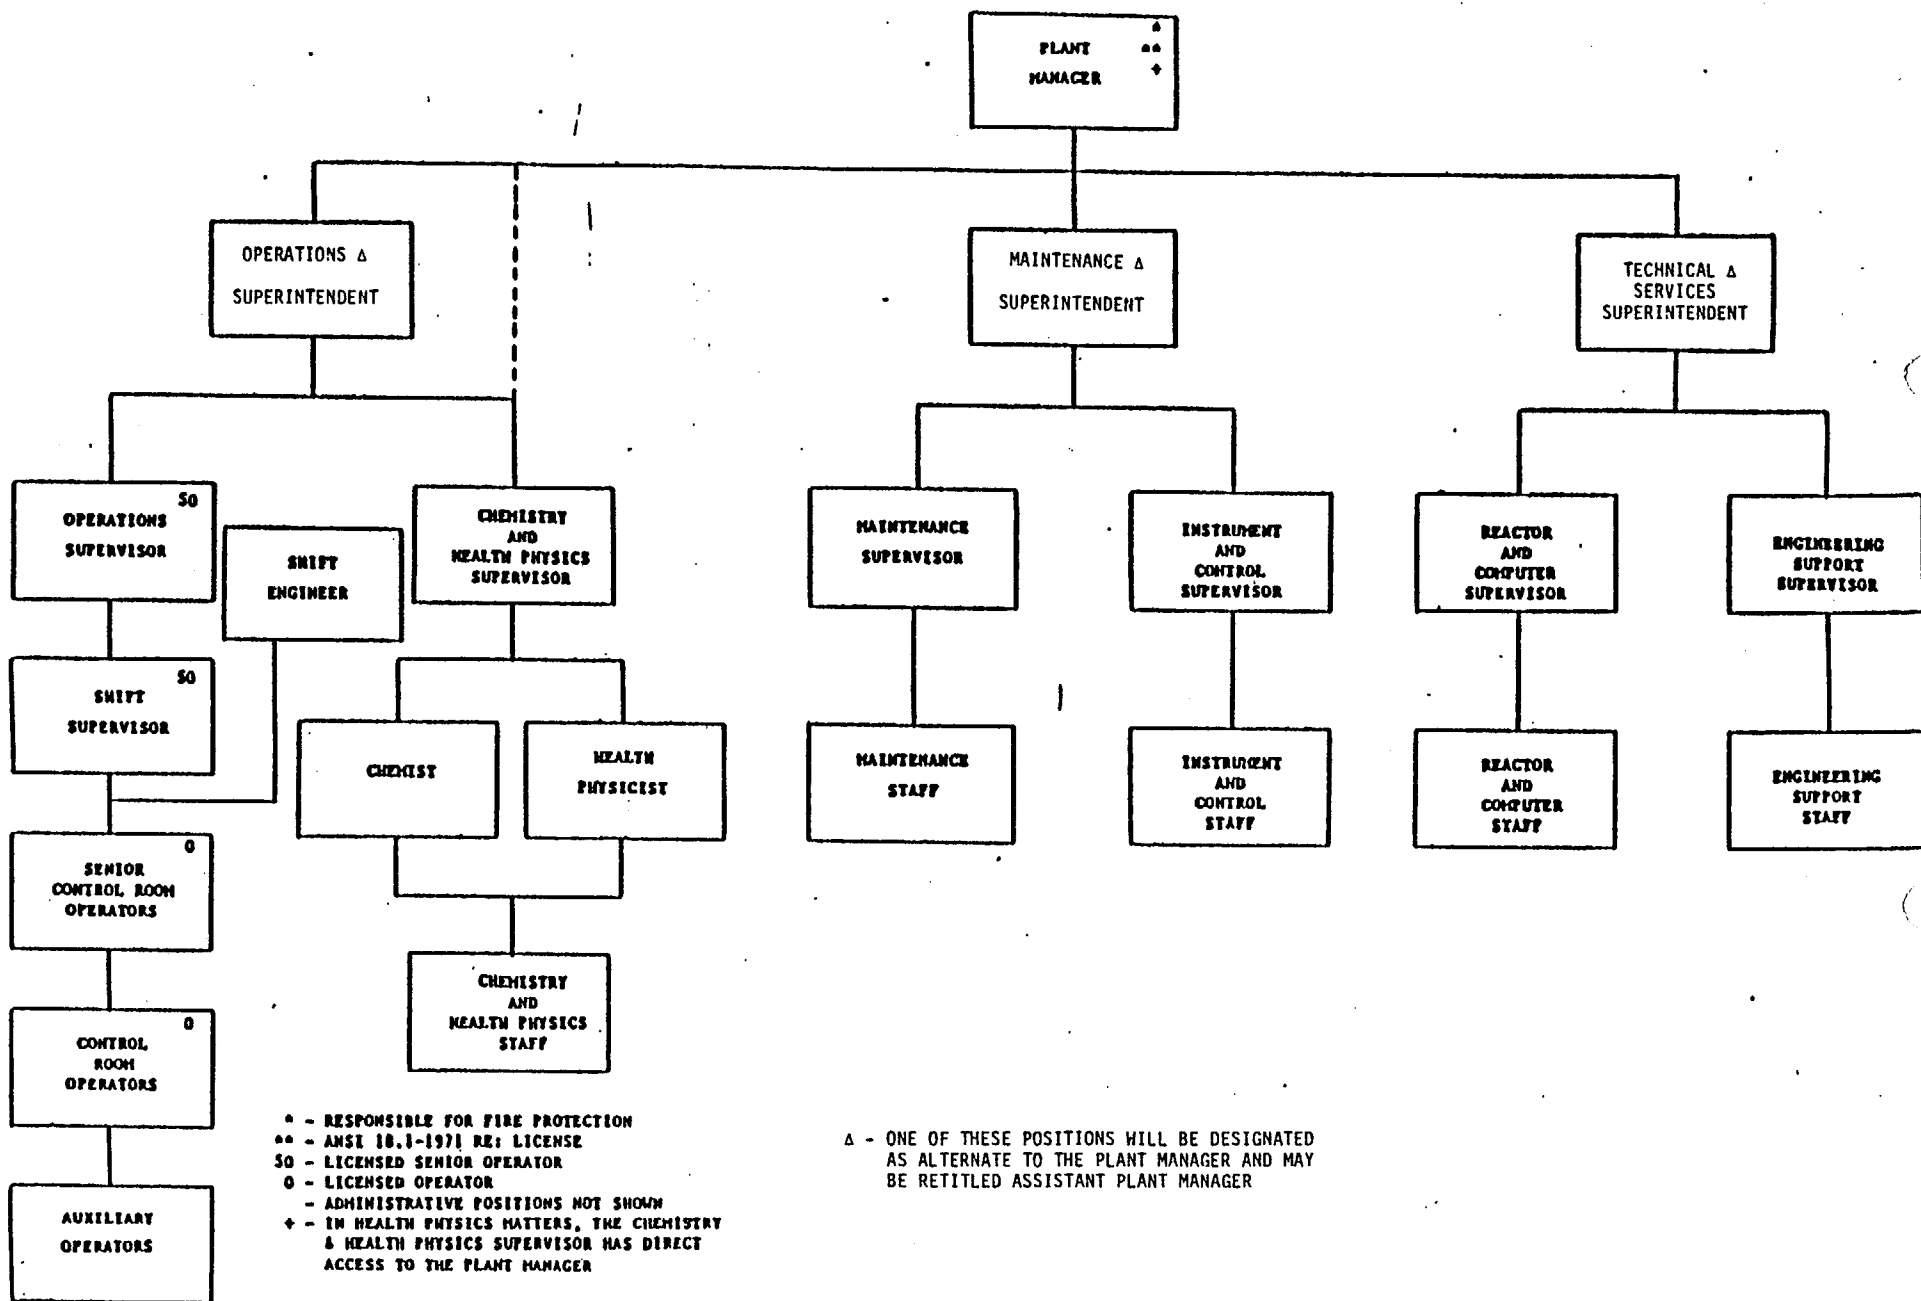 *
PLANT **
MANAGER +
OPERATIONS Δ
SUPERINTENDENT
MAINTENANCE Δ
SUPERINTENDENT
TECHNICAL Δ
SERVICES
SUPERINTENDENT
SO
OPERATIONS
SUPERVISOR
SHIFT
ENGINEER
CHEMISTRY
AND
HEALTH PHYSICS
SUPERVISOR
MAINTENANCE
SUPERVISOR
INSTRUMENT
AND
CONTROL
SUPERVISOR
REACTOR
AND
COMPUTER
SUPERVISOR
ENGINEERING
SUPPORT
SUPERVISOR
SO
SHIFT
SUPERVISOR
CHEMIST
HEALTH
PHYSICIST
MAINTENANCE
STAFF
INSTRUMENT
AND
CONTROL
STAFF
REACTOR
AND
COMPUTER
STAFF
ENGINEERING
SUPPORT
STAFF
O
SENIOR
CONTROL ROOM
OPERATORS
CHEMISTRY
AND
HEALTH PHYSICS
STAFF
O
CONTROL
ROOM
OPERATORS
AUXILIARY
OPERATORS
* - RESPONSIBLE FOR FIRE PROTECTION
** - ANSI 18.1-1971 RE: LICENSE
SO - LICENSED SENIOR OPERATOR
O - LICENSED OPERATOR
- ADMINISTRATIVE POSITIONS NOT SHOWN
+ - IN HEALTH PHYSICS MATTERS, THE CHEMISTRY
& HEALTH PHYSICS SUPERVISOR HAS DIRECT
ACCESS TO THE PLANT MANAGER
Δ - ONE OF THESE POSITIONS WILL BE DESIGNATED
AS ALTERNATE TO THE PLANT MANAGER AND MAY
BE RETITLED ASSISTANT PLANT MANAGER